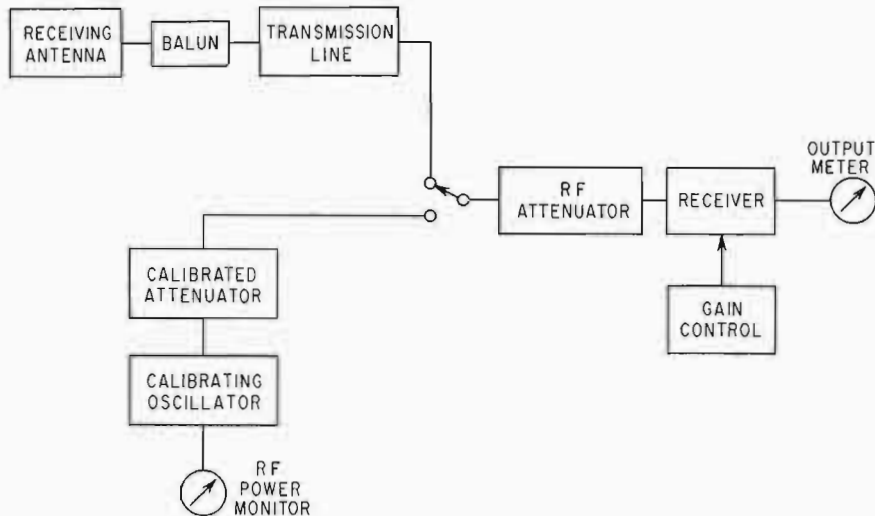 RECEIVING
ANTENNA
BALUN
TRANSMISSION
LINE
OUTPUT
METER
RF
ATTENUATOR
RECEIVER
CALIBRATED
ATTENUATOR
GAIN
CONTROL
CALIBRATING
OSCILLATOR
RF
POWER
MONITOR